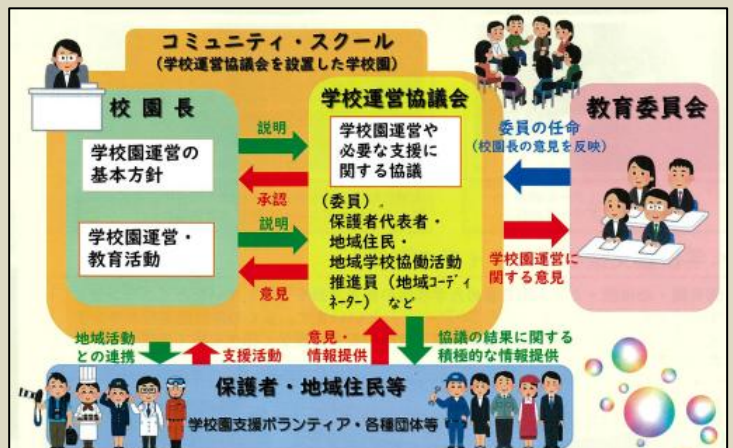 コミュニティ・スクール
(学校運営協議会を設置した学校園)
校園長
学校園運営の
基本方針
学校園運営・
教育活動
説明
承認
説明
意見
学校運営協議会
学校園運営や
必要な支援に
関する協議
(委員)
保護者代表者・
地域住民・
地域学校協働活動
推進員(地域コーディ
ネーター) など
委員の任命
(校園長の意見を反映)
学校園運営に
関する意見
教育委員会
地域活動
との連携
支援活動
意見・
情報提供
協議の結果に関する
積極的な情報提供
保護者・地域住民等
学校園支援ボランティア・各種団体等